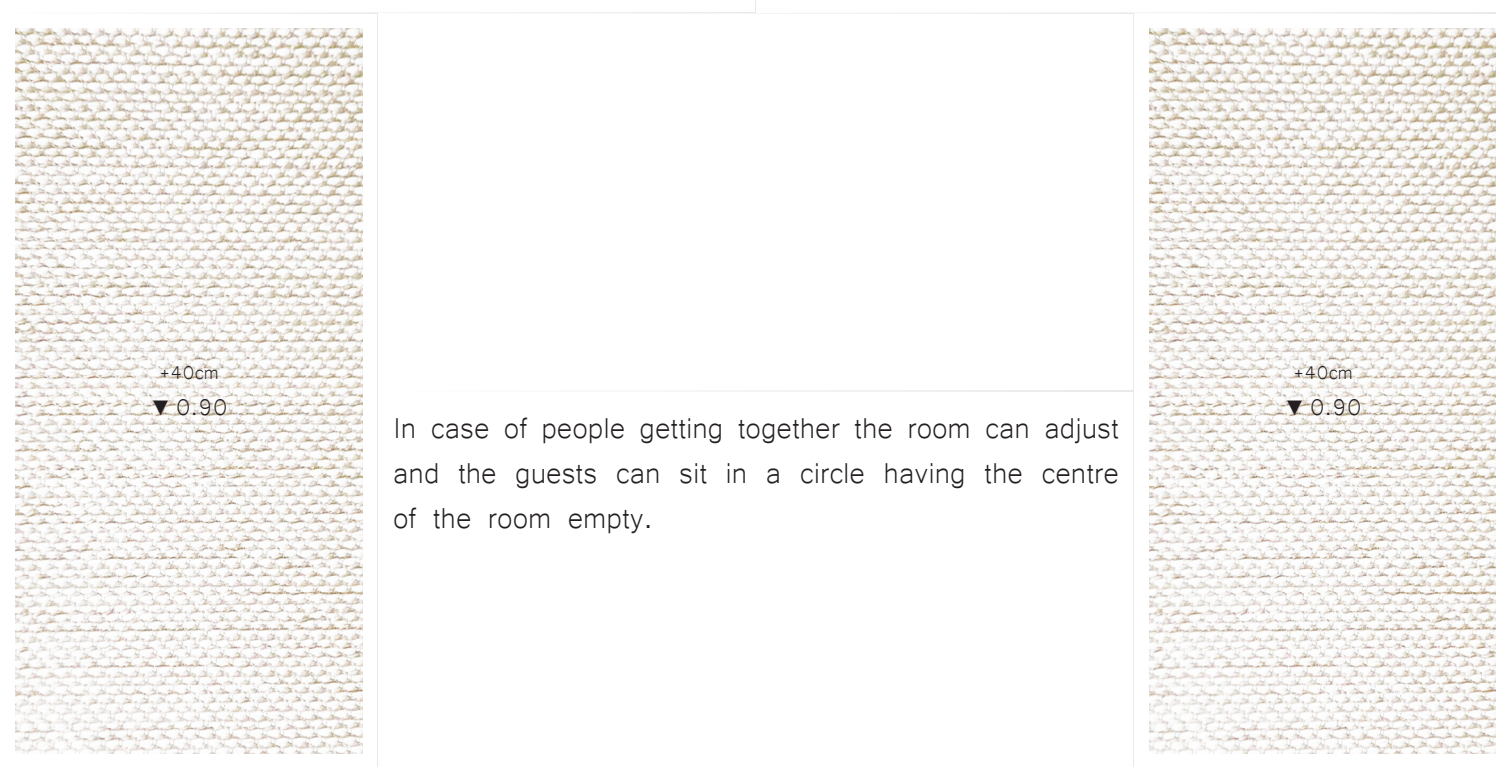 +40cm
▼ 0.90
In case of people getting together the room can adjust
and the guests can sit in a circle having the centre
of the room empty.
+40cm
▼ 0.90